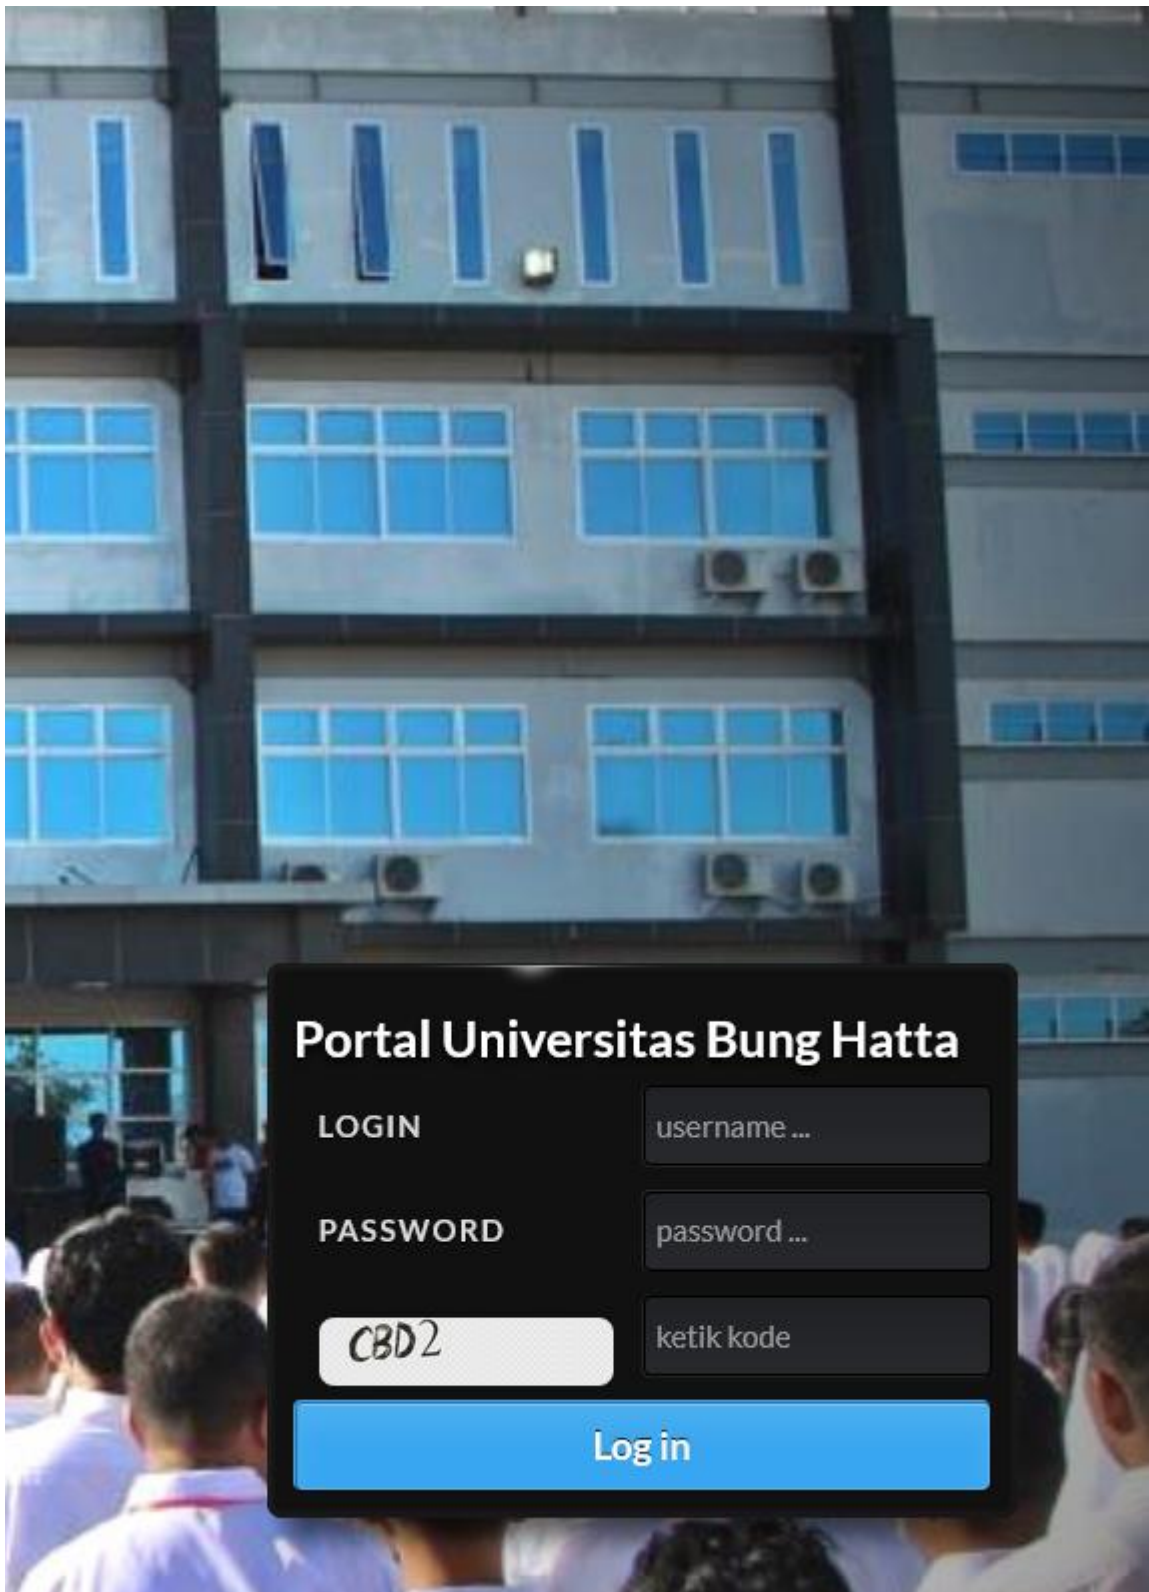 Portal Universitas Bung Hatta
LOGIN username ...
PASSWORD password ...
CBD2 ketik kode
Log in